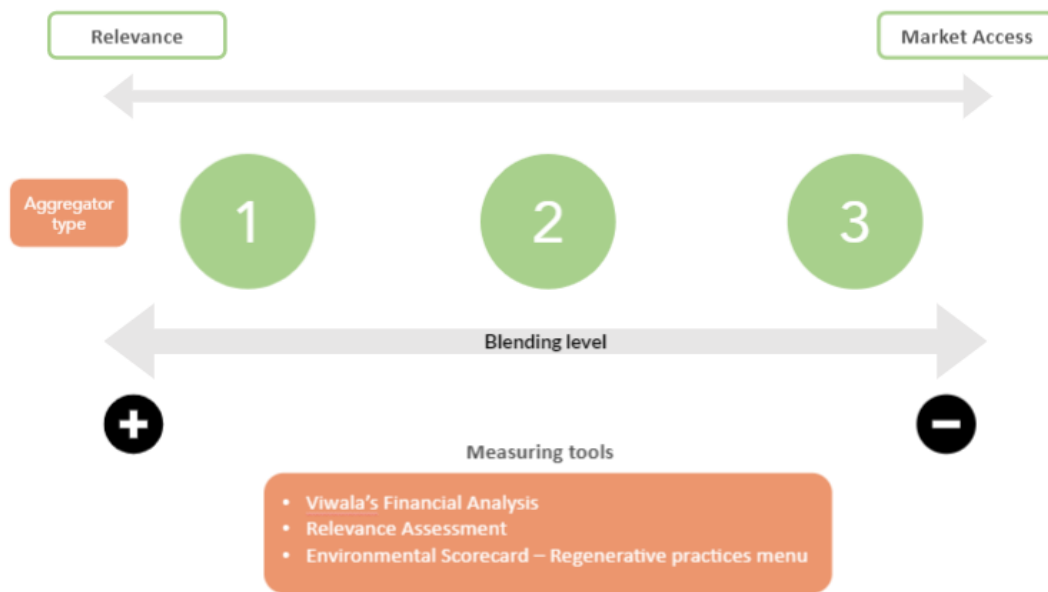 Relevance
Market Access
Aggregator
type
1
2
3
Blending level
+
−
Measuring tools
• Viwala's Financial Analysis
• Relevance Assessment
• Environmental Scorecard – Regenerative practices menu